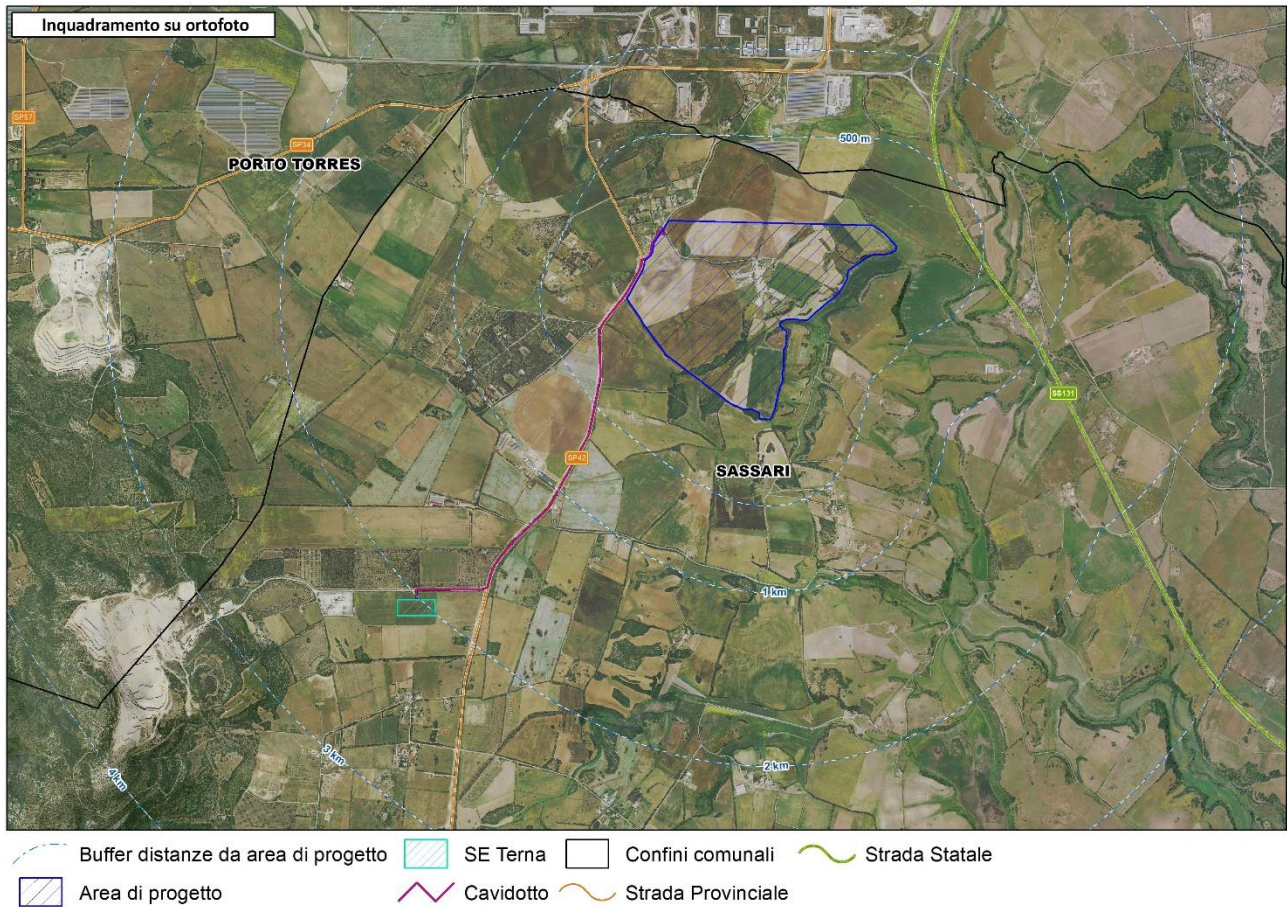 Inquadramento su ortofoto
SP57
SP34
PORTO TORRES
500 m
SS131
SP42
SASSARI
1 km
2 km
3 km
4 km
Buffer distanze da area di progetto
SE Terna
Confini comunali
Strada Statale
Area di progetto
Cavidotto
Strada Provinciale